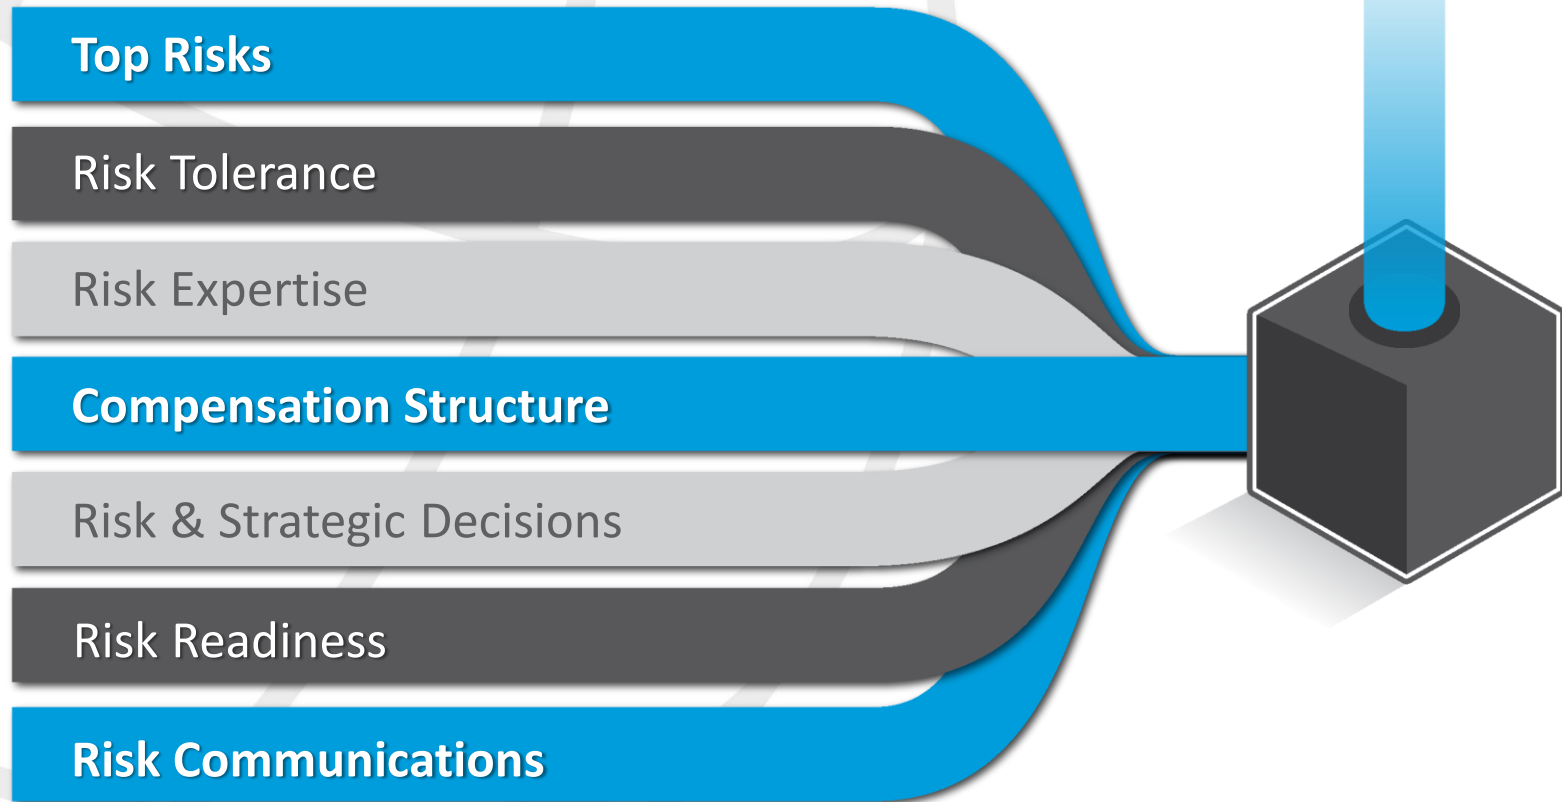 Top Risks
Risk Tolerance
Risk Expertise
Compensation Structure
Risk & Strategic Decisions
Risk Readiness
Risk Communications